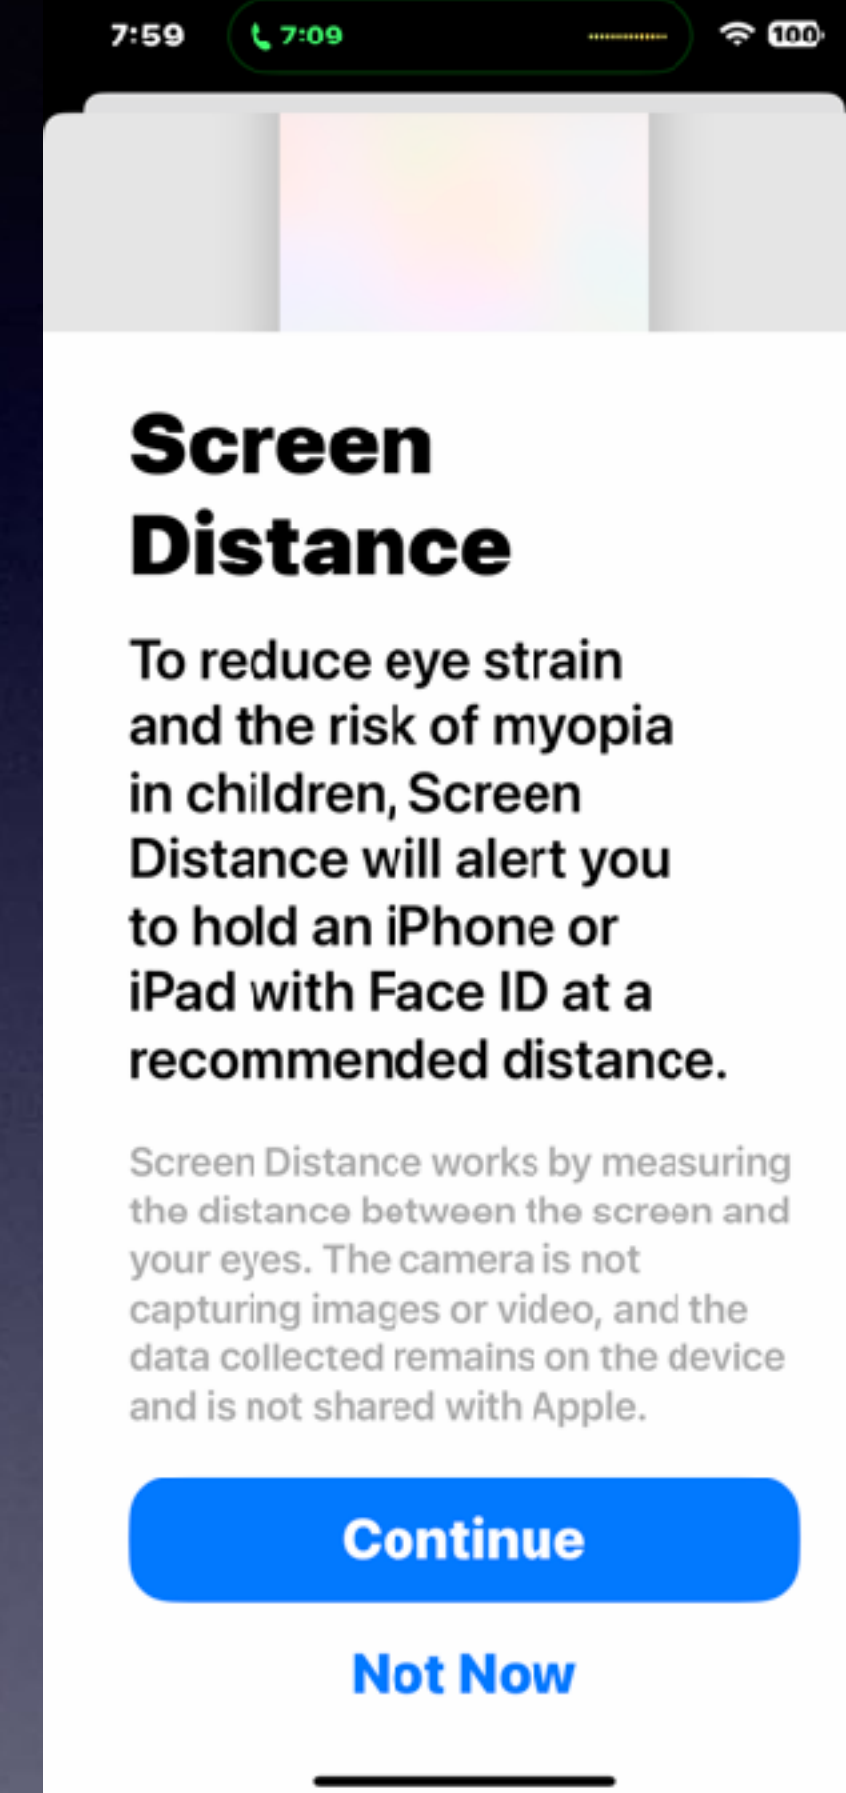 7:59 7:09 100
Screen
Distance
To reduce eye strain
and the risk of myopia
in children, Screen
Distance will alert you
to hold an iPhone or
iPad with Face ID at a
recommended distance.
Screen Distance works by measuring
the distance between the screen and
your eyes. The camera is not
capturing images or video, and the
data collected remains on the device
and is not shared with Apple.
Continue
Not Now